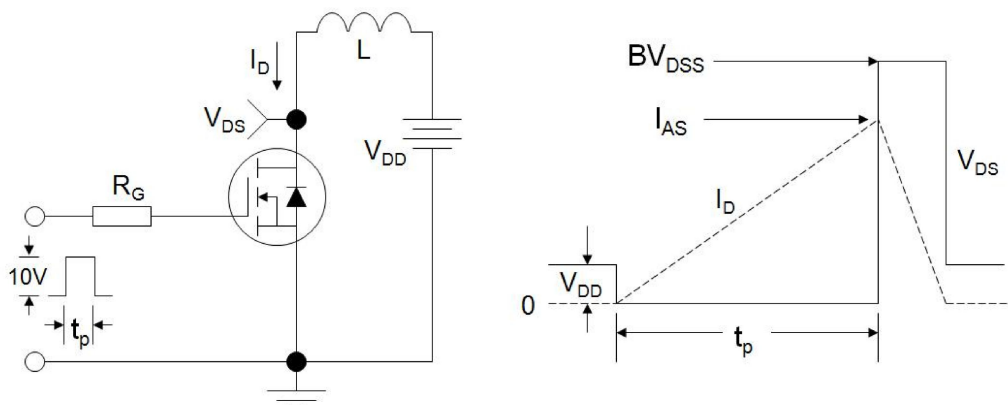 L
I_D
V_DS
V_DD
R_G
10V
t_p
BV_DSS
I_AS
V_DS
I_D
V_DD
0
t_p